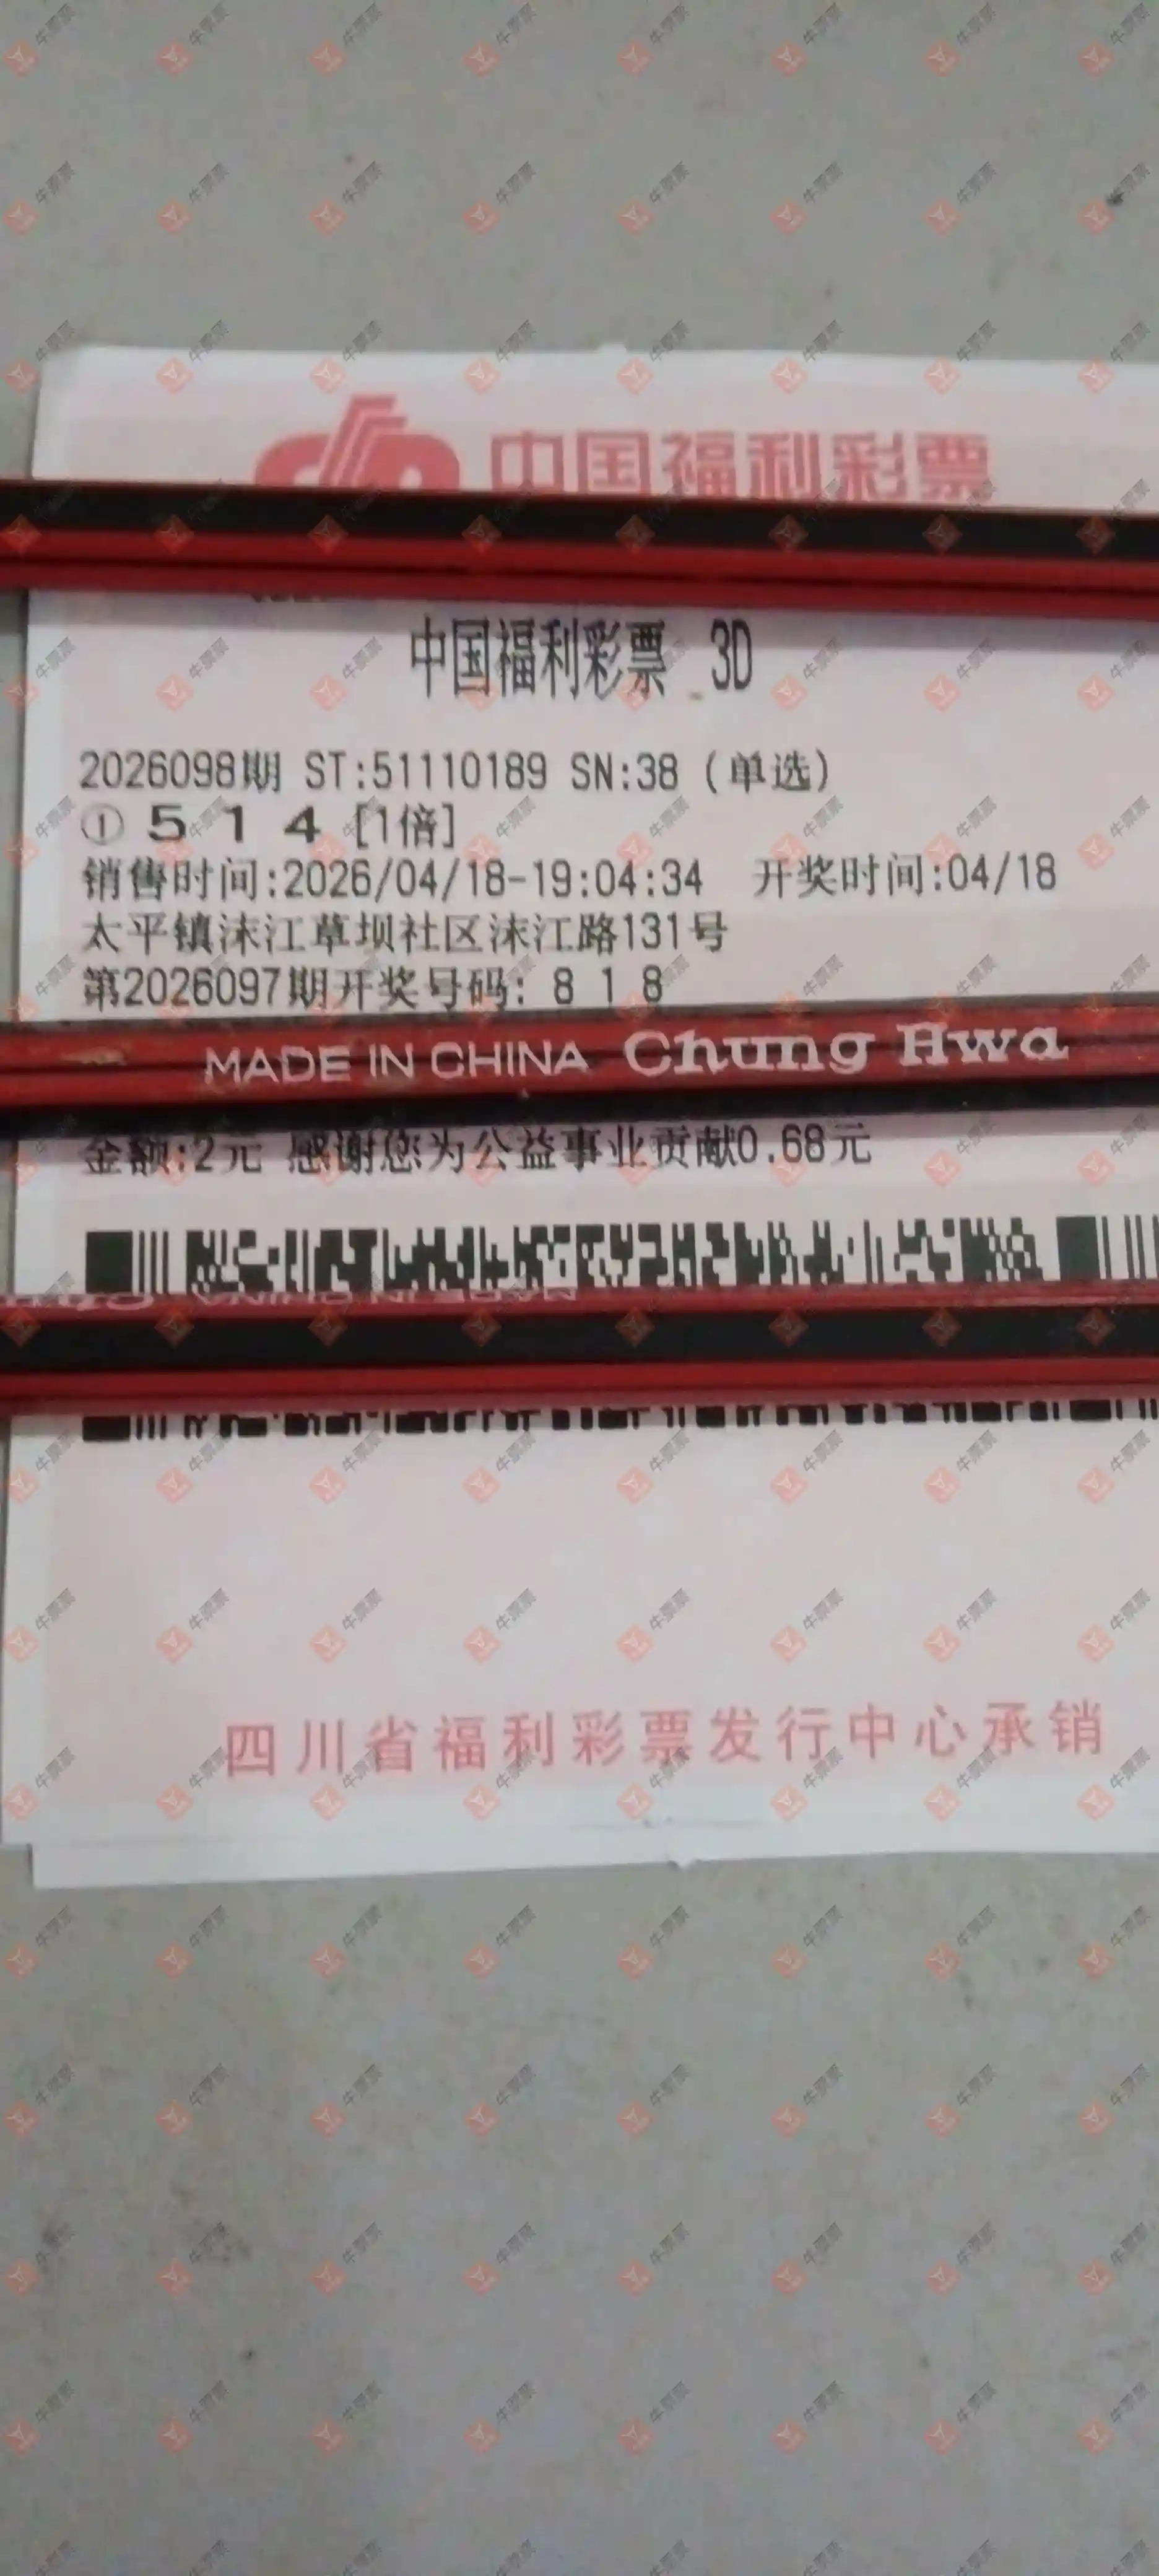 中国福利彩票
中国福利彩票 3D
2026098期 ST:51110189 SN:38 (单选)
① 5 1 4 [1倍]
销售时间:2026/04/18-19:04:34 开奖时间:04/18
太平镇沫江草坝社区沫江路131号
第2026097期开奖号码: 8 1 8
MADE IN CHINA Chung Hwa
金额:2元 感谢您为公益事业贡献0.68元
MADE IN CHINA
四川省福利彩票发行中心承销
牛票票